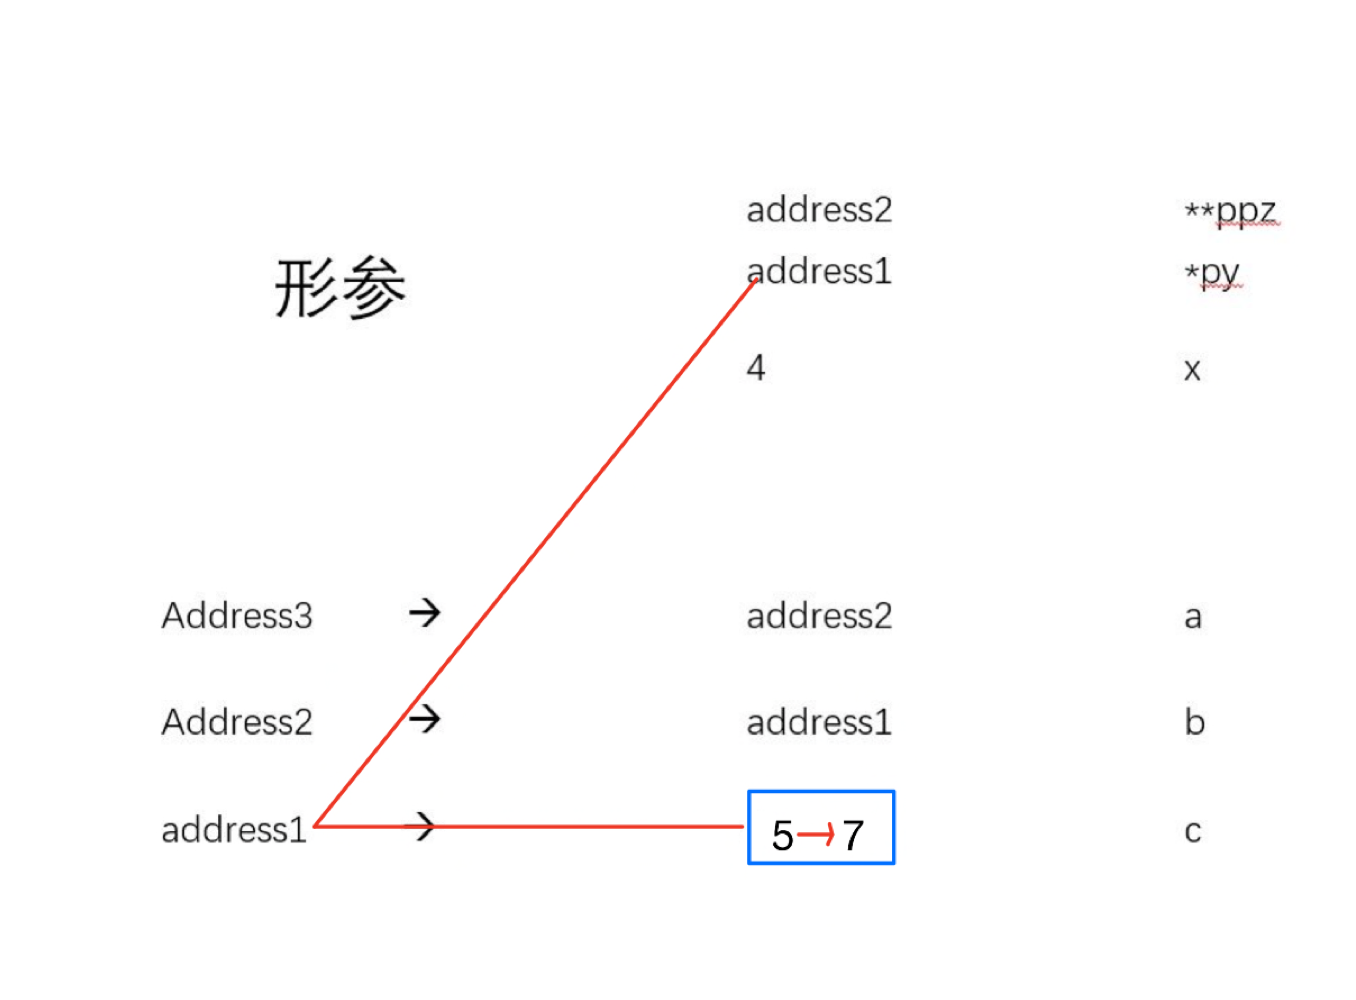 address2 **ppz
形参
address1 *py
4 x
Address3 → address2 a
Address2 → address1 b
address1 → 5→7 c